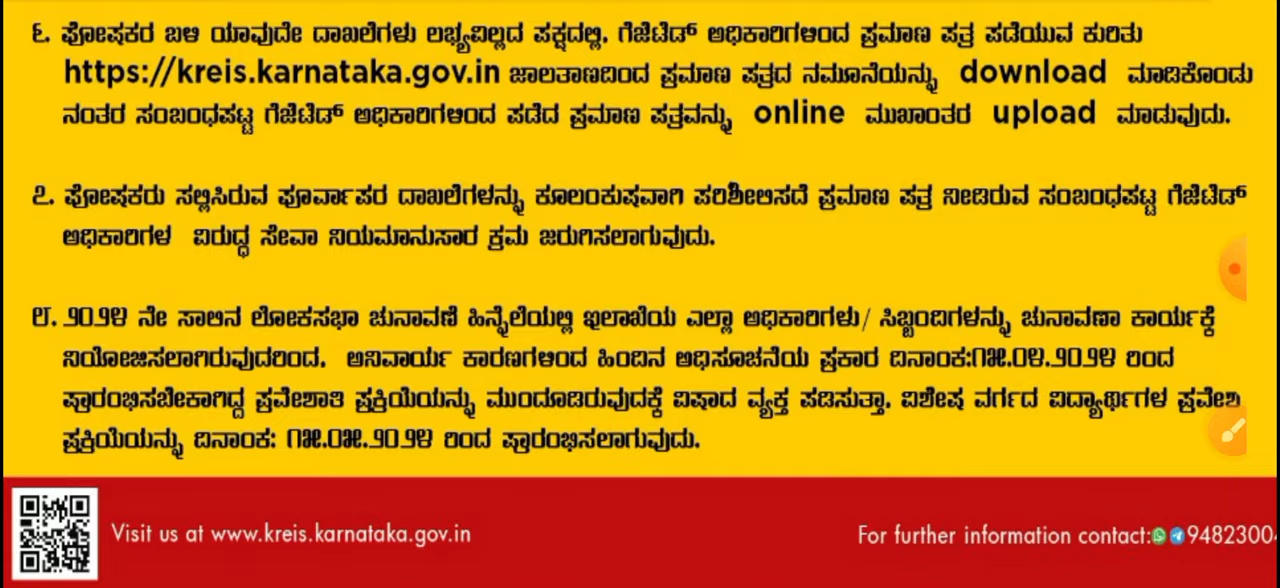 ೬. ಪೋಷಕರ ಬಳಿ ಯಾವುದೇ ದಾಖಲೆಗಳು ಲಭ್ಯವಿಲ್ಲದ ಪಕ್ಷದಲ್ಲಿ, ಗೆಜೆಟೆಡ್ ಅಧಿಕಾರಿಗಳಿಂದ ಪ್ರಮಾಣ ಪತ್ರ ಪಡೆಯುವ ಕುರಿತು
https://kreis.karnataka.gov.in ಜಾಲತಾಣದಿಂದ ಪ್ರಮಾಣ ಪತ್ರದ ನಮೂನೆಯನ್ನು download ಮಾಡಿಕೊಂಡು
ನಂತರ ಸಂಬಂಧಪಟ್ಟ ಗೆಜೆಟೆಡ್ ಅಧಿಕಾರಿಗಳಿಂದ ಪಡೆದ ಪ್ರಮಾಣ ಪತ್ರವನ್ನು online ಮುಖಾಂತರ upload ಮಾಡುವುದು.
೭. ಪೋಷಕರು ಸಲ್ಲಿಸಿರುವ ಪೂರ್ವಾಪರ ದಾಖಲೆಗಳನ್ನು ಕೂಲಂಕುಷವಾಗಿ ಪರಿಶೀಲಿಸದೆ ಪ್ರಮಾಣ ಪತ್ರ ನೀಡಿರುವ ಸಂಬಂಧಪಟ್ಟ ಗೆಜೆಟೆಡ್
ಅಧಿಕಾರಿಗಳ ವಿರುದ್ಧ ಸೇವಾ ನಿಯಮಾನುಸಾರ ಕ್ರಮ ಜರುಗಿಸಲಾಗುವುದು.
೮. ೨೦೨೪ ನೇ ಸಾಲಿನ ಲೋಕಸಭಾ ಚುನಾವಣೆ ಹಿನ್ನೆಲೆಯಲ್ಲಿ ಇಲಾಖೆಯ ಎಲ್ಲಾ ಅಧಿಕಾರಿಗಳು/ ಸಿಬ್ಬಂದಿಗಳನ್ನು ಚುನಾವಣಾ ಕಾರ್ಯಕ್ಕೆ
ನಿಯೋಜಿಸಲಾಗಿರುವುದರಿಂದ, ಅನಿವಾರ್ಯ ಕಾರಣಗಳಿಂದ ಹಿಂದಿನ ಅಧಿಸೂಚನೆಯ ಪ್ರಕಾರ ದಿನಾಂಕ:೧೫.೦೪.೨೦೨೪ ರಿಂದ
ಪ್ರಾರಂಭಿಸಬೇಕಾಗಿದ್ದ ಪ್ರವೇಶಾತಿ ಪ್ರಕ್ರಿಯೆಯನ್ನು ಮುಂದೂಡಿರುವುದಕ್ಕೆ ವಿಷಾದ ವ್ಯಕ್ತ ಪಡಿಸುತ್ತಾ, ವಿಶೇಷ ವರ್ಗದ ವಿದ್ಯಾರ್ಥಿಗಳ ಪ್ರವೇಶ
ಪ್ರಕ್ರಿಯೆಯನ್ನು ದಿನಾಂಕ: ೧೫.೦೫.೨೦೨೪ ರಿಂದ ಪ್ರಾರಂಭಿಸಲಾಗುವುದು.
Visit us at www.kreis.karnataka.gov.in
For further information contact: 9482300